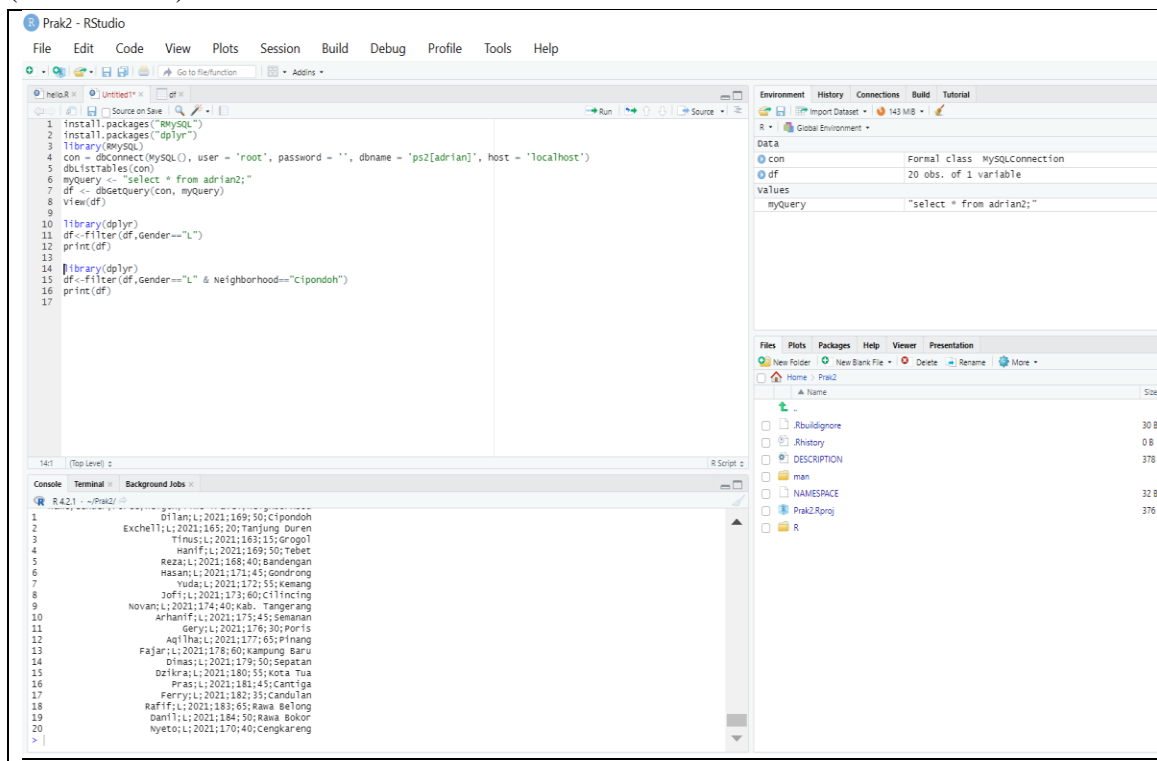 Prak2 - RStudio
File Edit Code View Plots Session Build Debug Profile Tools Help
Go to file/function Addins
hello.R Untitled1* df
Source on Save Run Source
1 install.packages("RMySQL")
2 install.packages("dplyr")
3 library(RMySQL)
4 con = dbConnect(MySQL(), user = 'root', password = '', dbname = 'ps2[adrian]', host = 'localhost')
5 dbListTables(con)
6 myQuery <- "select * from adrian2;"
7 df <- dbGetQuery(con, myQuery)
8 View(df)
9
10 library(dplyr)
11 df<-filter(df,Gender=="L")
12 print(df)
13
14 library(dplyr)
15 df<-filter(df,Gender=="L" & Neighborhood=="Cipondoh")
16 print(df)
17
14:1 (Top Level) R Script
Console Terminal Background Jobs
R 4.2.1 · ~/Prak2/
1 Dilan;L;2021;169;50;Cipondoh
2 Exchell;L;2021;165;20;Tanjung Duren
3 Tinus;L;2021;163;15;Grogol
4 Hanif;L;2021;169;50;Tebet
5 Reza;L;2021;168;40;Bandengan
6 Hasan;L;2021;171;45;Gondrong
7 Yuda;L;2021;172;55;Kemang
8 Jofi;L;2021;173;60;Cilincing
9 Novan;L;2021;174;40;Kab. Tangerang
10 Arhanif;L;2021;175;45;Semanan
11 Gery;L;2021;176;30;Poris
12 Aqilha;L;2021;177;65;Pinang
13 Fajar;L;2021;178;60;Kampung Baru
14 Dimas;L;2021;179;50;Sepatan
15 Dzikra;L;2021;180;55;Kota Tua
16 Pras;L;2021;181;45;Cantiga
17 Ferry;L;2021;182;35;Candulan
18 Rafif;L;2021;183;65;Rawa Belong
19 Danil;L;2021;184;50;Rawa Bokor
20 Nyeto;L;2021;170;40;Cengkareng
>
Environment History Connections Build Tutorial
Import Dataset 143 MiB
R Global Environment
Data
con Formal class MySQLConnection
df 20 obs. of 1 variable
Values
myQuery "select * from adrian2;"
Files Plots Packages Help Viewer Presentation
New Folder New Blank File Delete Rename More
Home Prak2
Name Size
..
.Rbuildignore 30 B
.Rhistory 0 B
DESCRIPTION 378
man
NAMESPACE 32 B
Prak2.Rproj 376
R